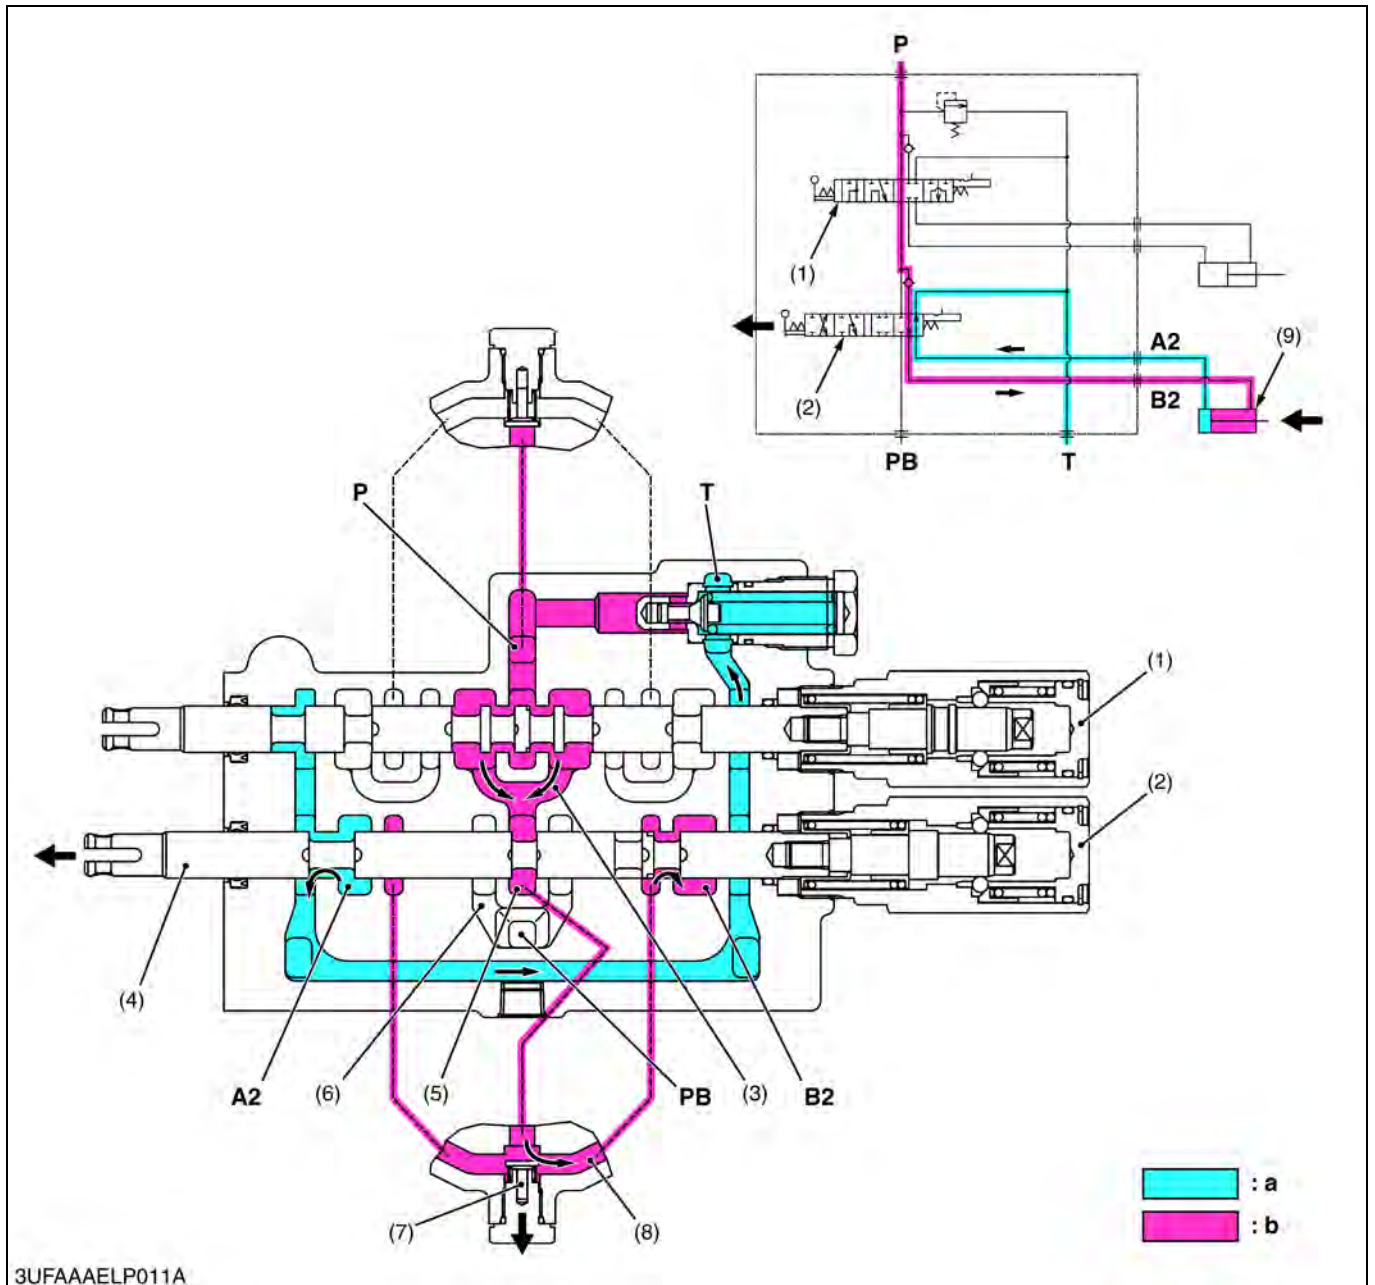 P
(1)
(2)
A2
(9)
B2
PB
T
P
T
(1)
(2)
(4)
A2
(6)
(5)
PB
(3)
B2
(7)
(8)
: a
: b
3UFAAAELP011A